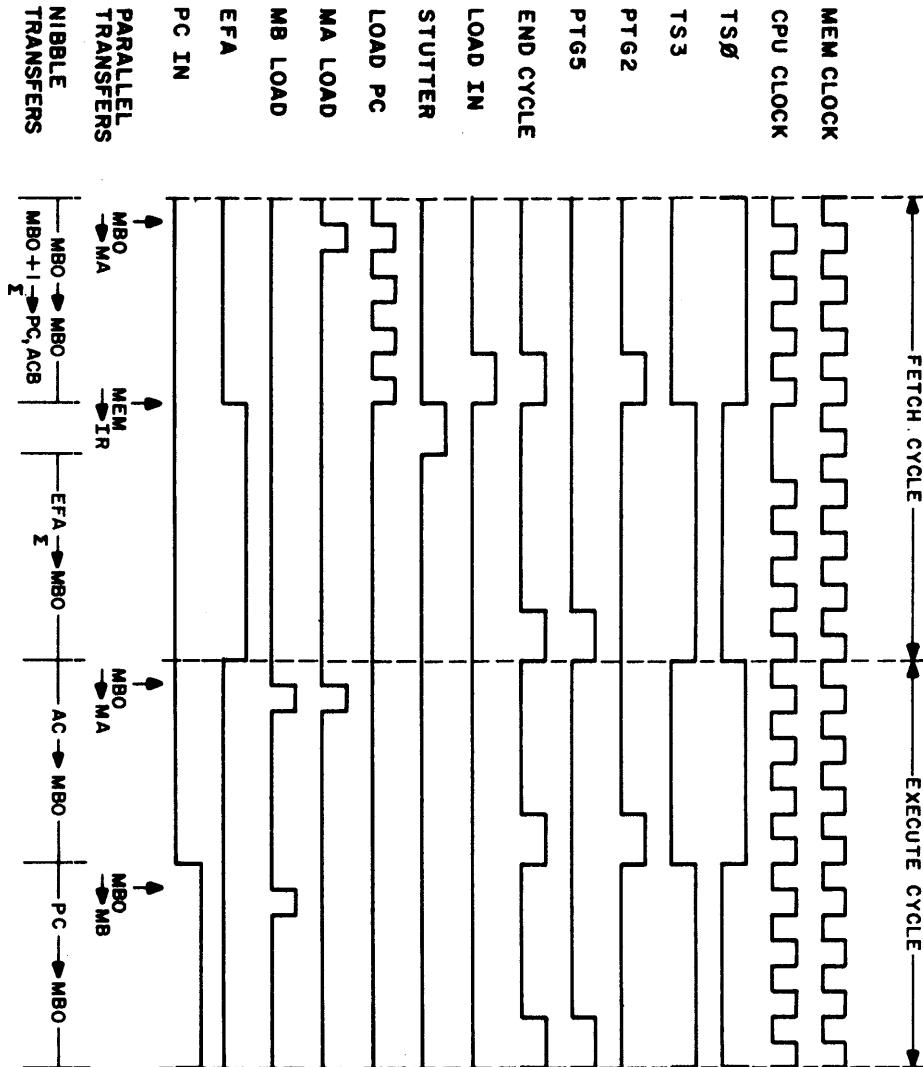 FETCH CYCLE
EXECUTE CYCLE
MEM CLOCK
CPU CLOCK
TSØ
TS3
PTG2
PTG5
END CYCLE
LOAD IN
STUTTER
LOAD PC
MA LOAD
MB LOAD
EFA
PC IN
PARALLEL
TRANSFERS
MBO
→ MA
MEM
→ IR
MBO
→ MA
MBO
→ MB
NIBBLE
TRANSFERS
MBO → MBO
MBO + 1 → PC, ACB
Σ
EFA → MBO
Σ
AC → MBO
PC → MBO